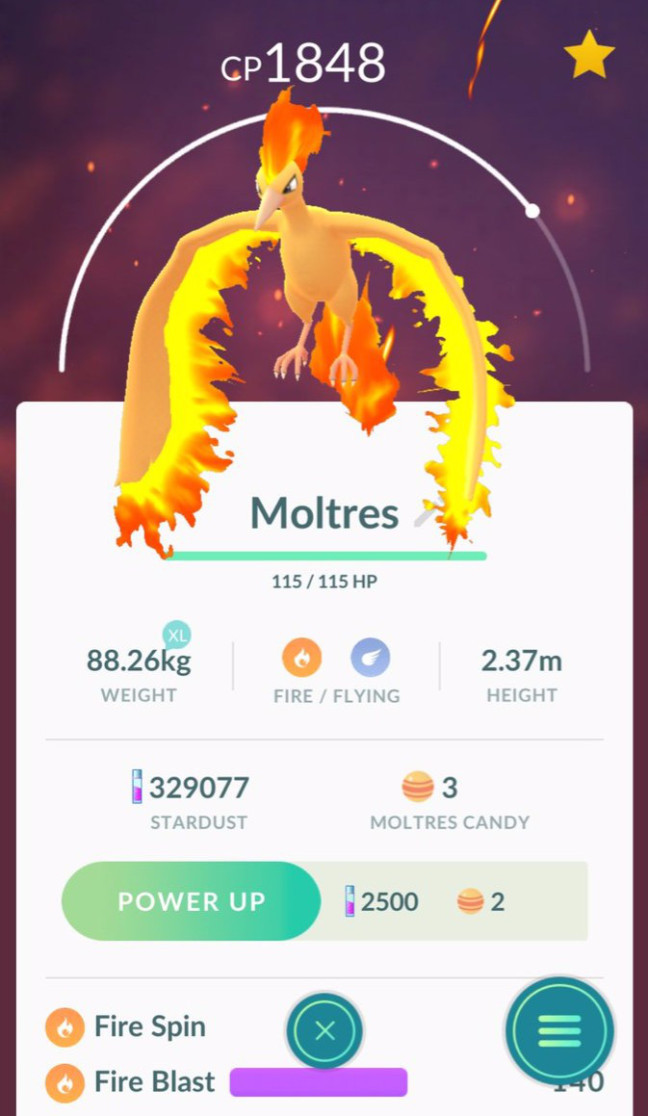 CP1848
Moltres
115 / 115 HP
XL
88.26kg
WEIGHT
FIRE / FLYING
2.37m
HEIGHT
329077
STARDUST
3
MOLTRES CANDY
POWER UP
2500
2
Fire Spin
Fire Blast
140